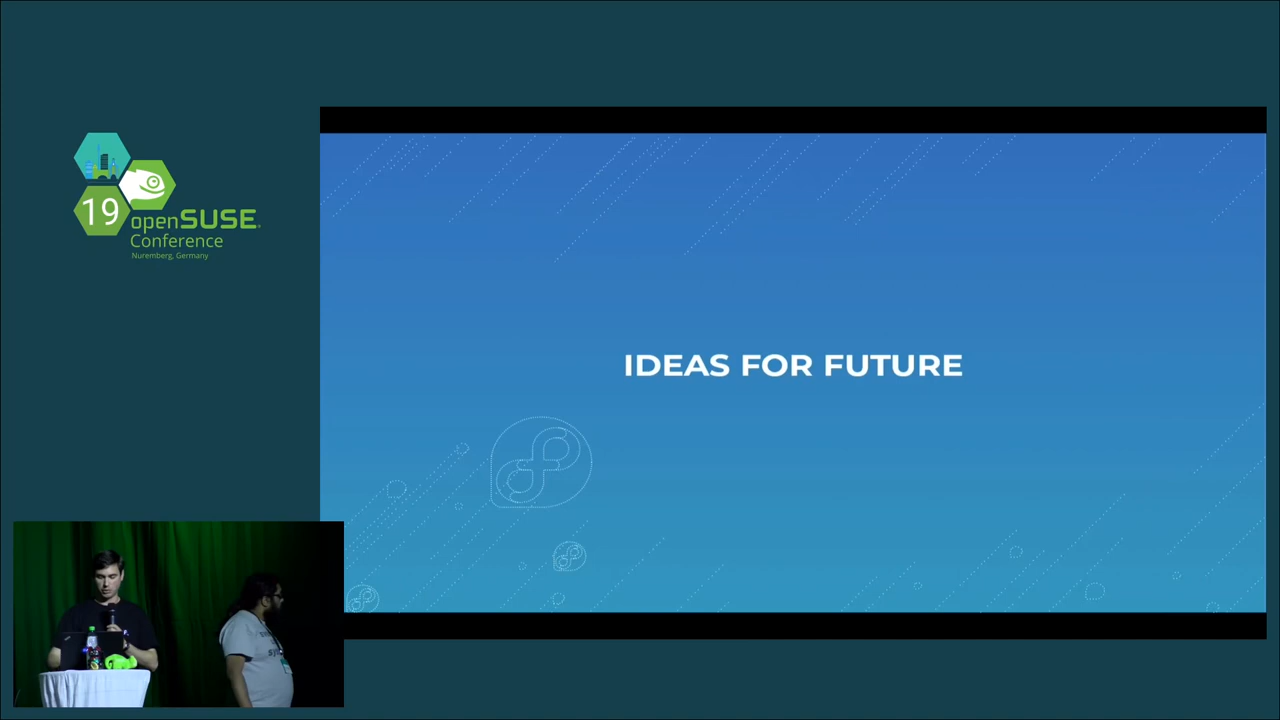 19
openSUSE
Conference
Nuremberg, Germany
IDEAS FOR FUTURE